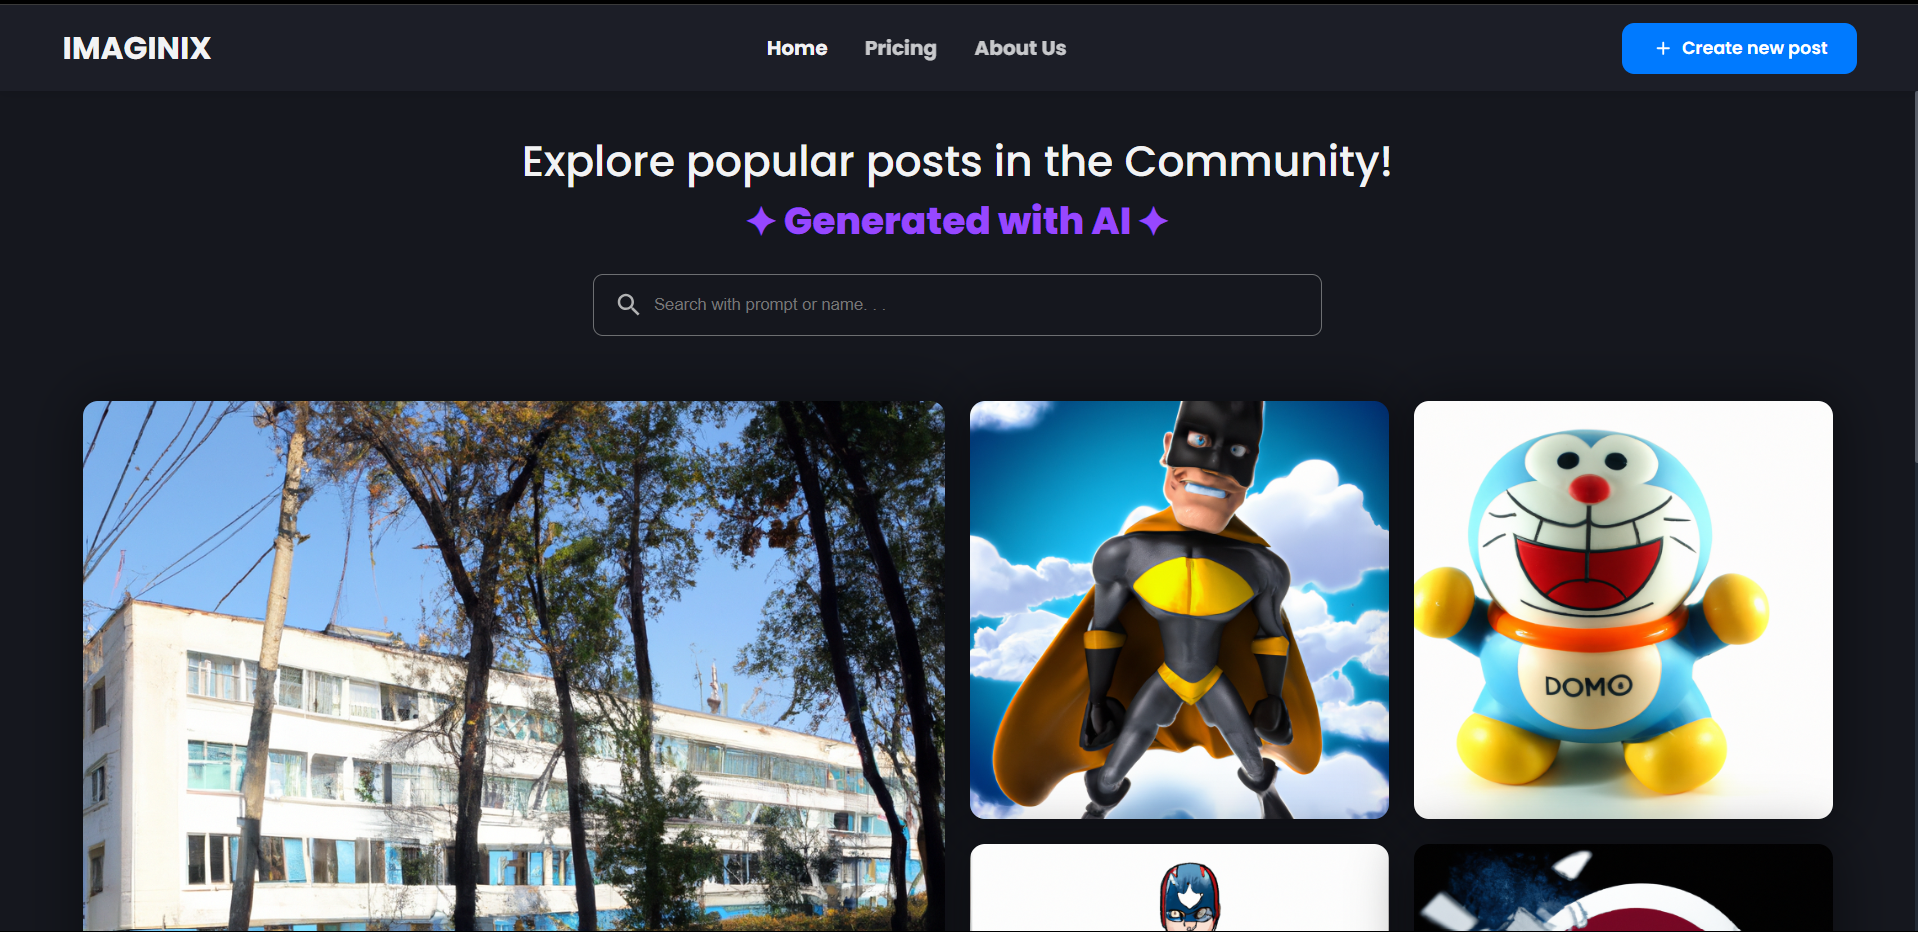 IMAGINIX
Home
Pricing
About Us
+ Create new post
Explore popular posts in the Community!
✦ Generated with AI ✦
Search with prompt or name. . .
DOMO